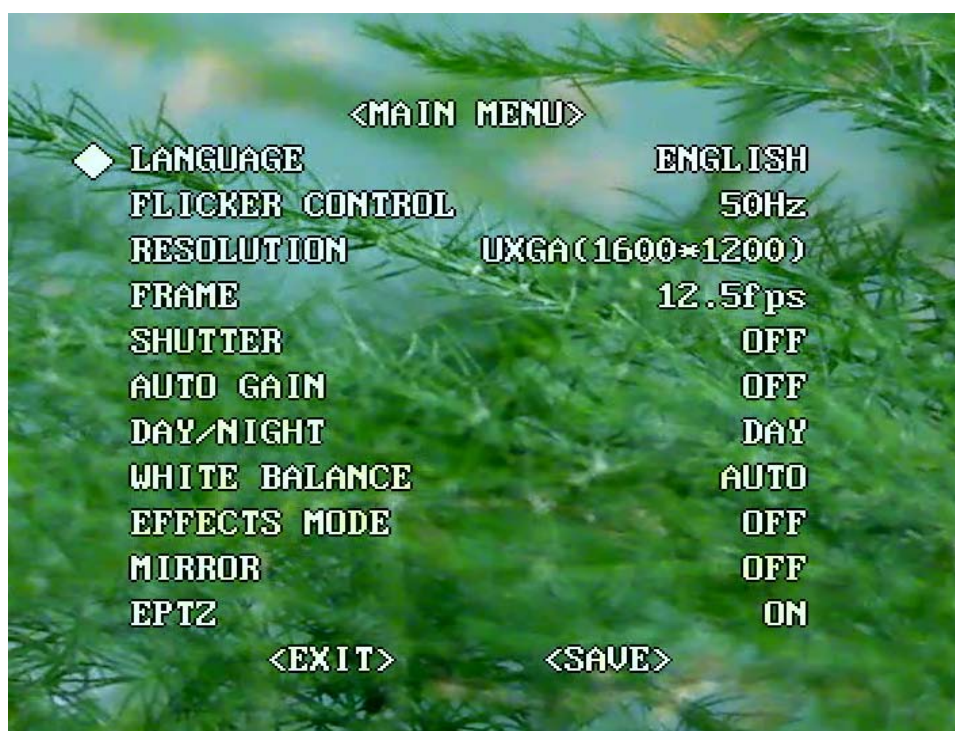 <MAIN MENU>
LANGUAGE ENGLISH
FLICKER CONTROL 50Hz
RESOLUTION UXGA(1600*1200)
FRAME 12.5fps
SHUTTER OFF
AUTO GAIN OFF
DAY/NIGHT DAY
WHITE BALANCE AUTO
EFFECTS MODE OFF
MIRROR OFF
EPTZ ON
<EXIT> <SAVE>